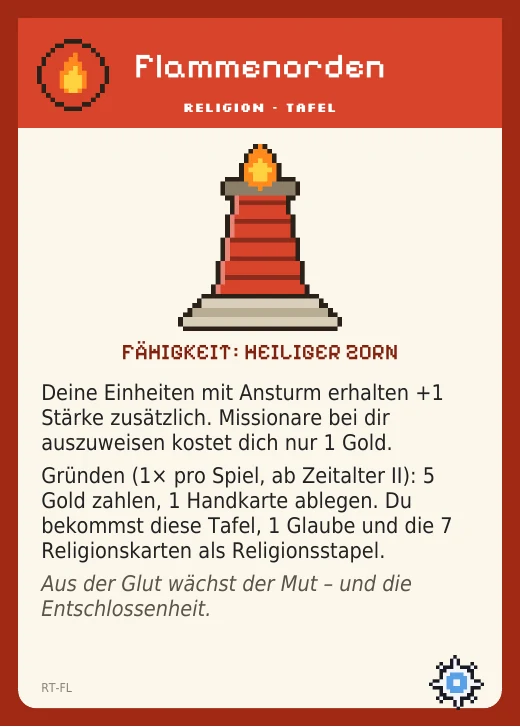 Flammenorden
RELIGION · TAFEL
FÄHIGKEIT: HEILIGER ZORN
Deine Einheiten mit Ansturm erhalten +1
Stärke zusätzlich. Missionare bei dir
auszuweisen kostet dich nur 1 Gold.
Gründen (1× pro Spiel, ab Zeitalter II): 5
Gold zahlen, 1 Handkarte ablegen. Du
bekommst diese Tafel, 1 Glaube und die 7
Religionskarten als Religionsstapel.
Aus der Glut wächst der Mut – und die
Entschlossenheit.
RT-FL